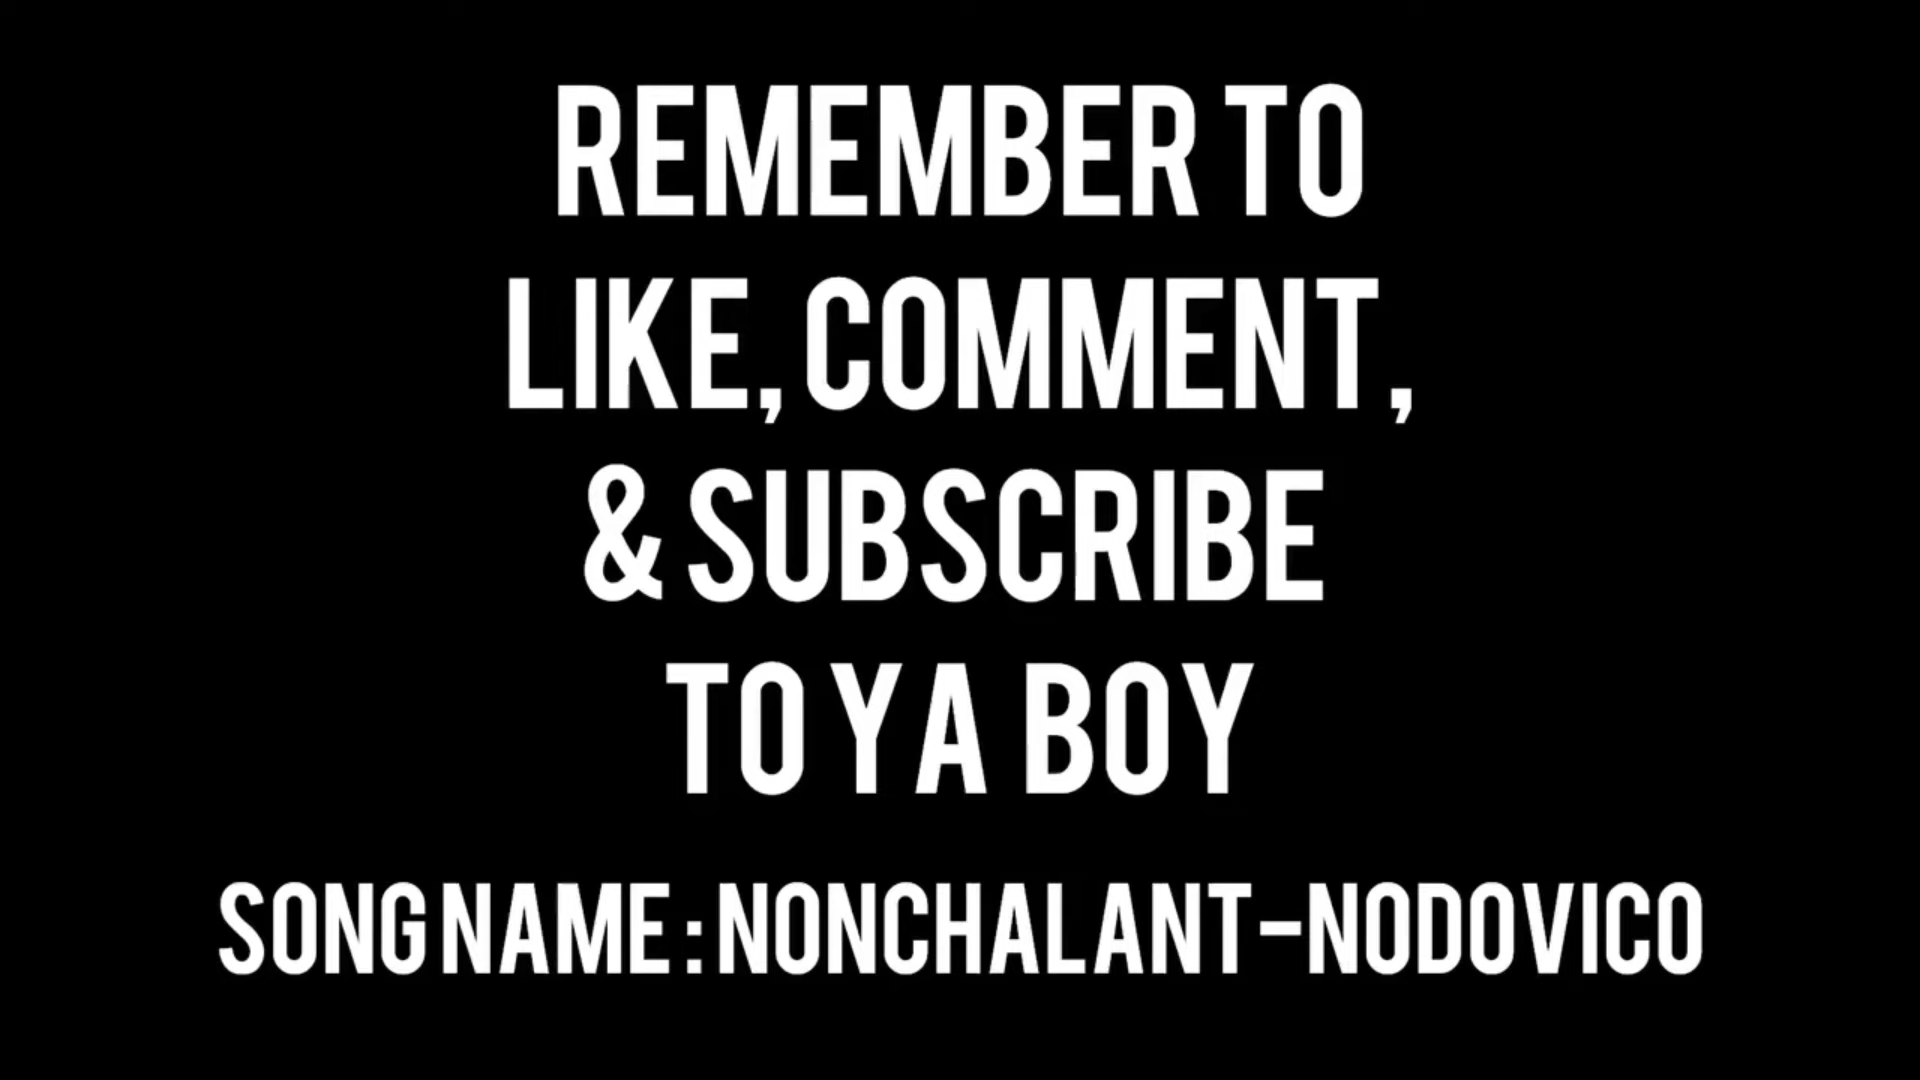 REMEMBER TO
LIKE, COMMENT,
& SUBSCRIBE
TO YA BOY
SONG NAME : NONCHALANT - NODOVICO